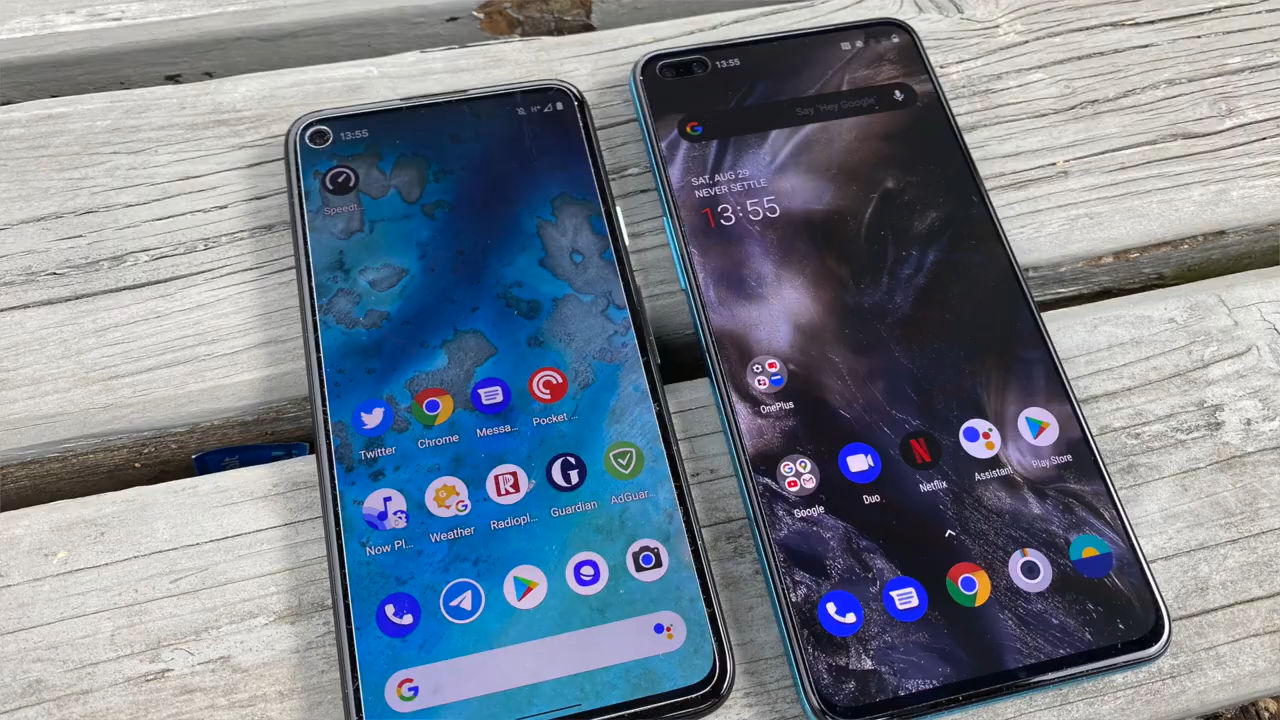 13:55
H+
Speedt...
Twitter
Chrome
Messa...
Pocket ...
Now Pl...
Weather
Radiopl...
Guardian
AdGuar...
13:55
Say "Hey Google"
SAT, AUG 29
NEVER SETTLE
13:55
OnePlus
Google
Duo
Netflix
Assistant
Play Store